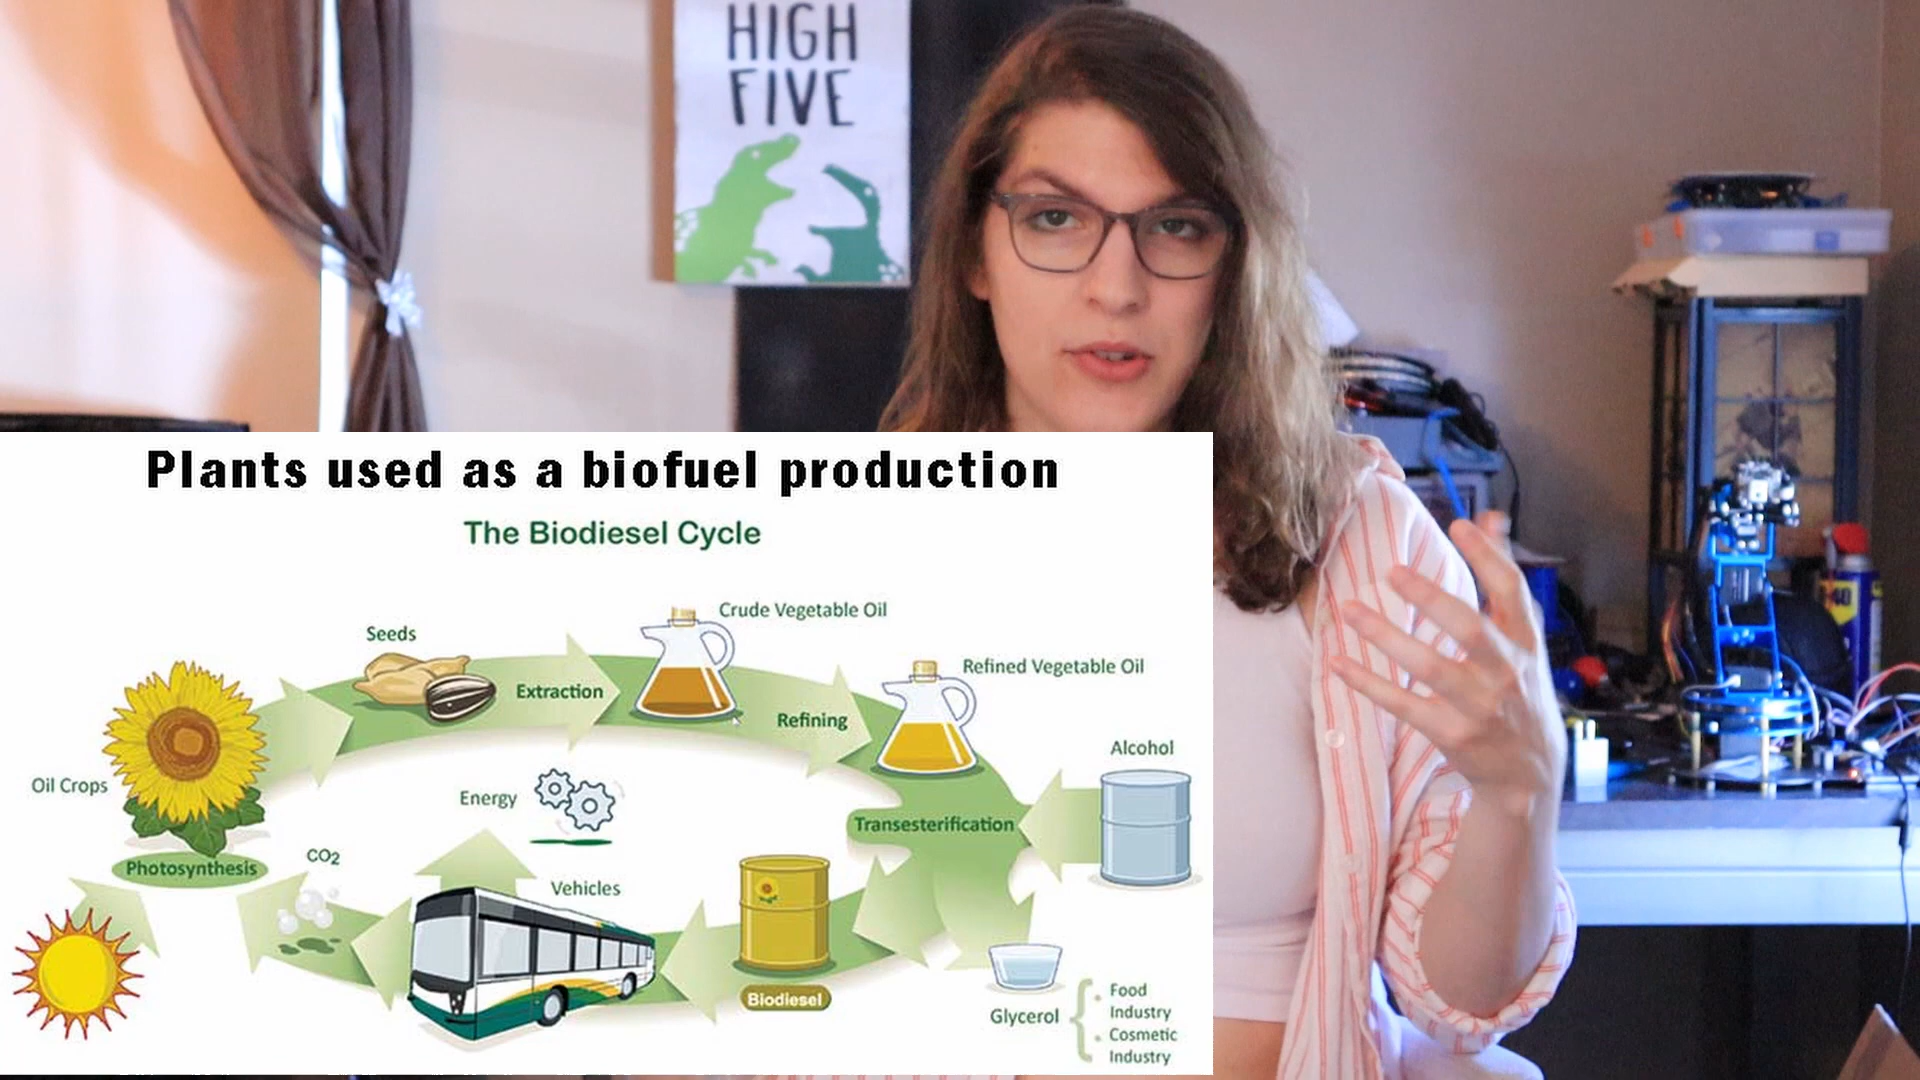 HIGH
FIVE
Plants used as a biofuel production
The Biodiesel Cycle
Crude Vegetable Oil
Seeds
Refined Vegetable Oil
Extraction
Refining
Alcohol
Oil Crops
Energy
Transesterification
CO2
Photosynthesis
Vehicles
Biodiesel
Glycerol
Food
Industry
Cosmetic
Industry
40